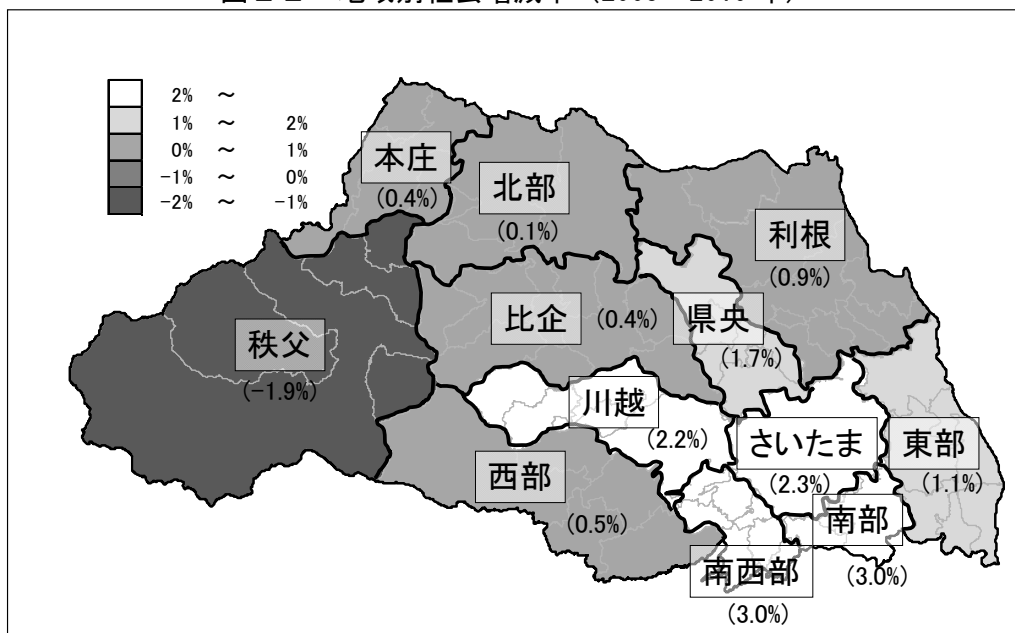 2% ～
1% ～ 2%
0% ～ 1%
-1% ～ 0%
-2% ～ -1%
本庄
(0.4%)
北部
(0.1%)
利根
(0.9%)
比企 (0.4%)
県央
(1.7%)
秩父
(-1.9%)
川越
(2.2%)
さいたま
(2.3%)
東部
(1.1%)
西部
(0.5%)
南部
(3.0%)
南西部
(3.0%)